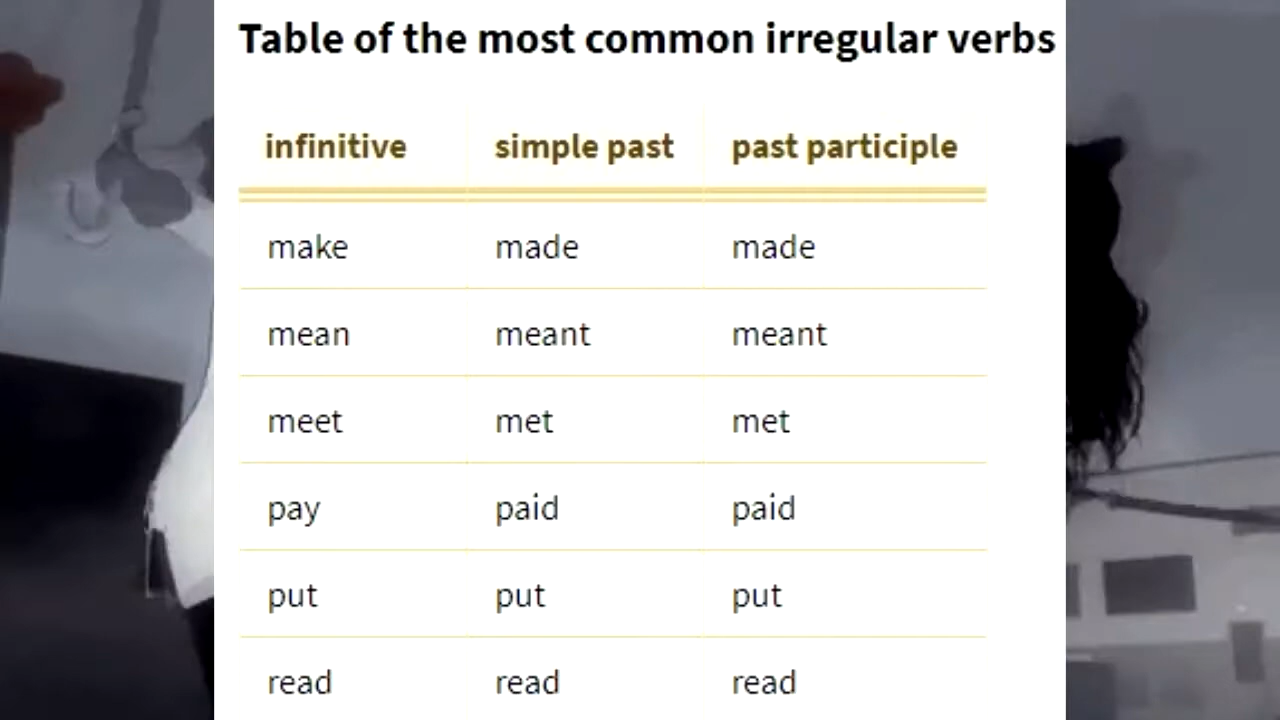 Table of the most common irregular verbs
infinitive simple past past participle
make made made
mean meant meant
meet met met
pay paid paid
put put put
read read read